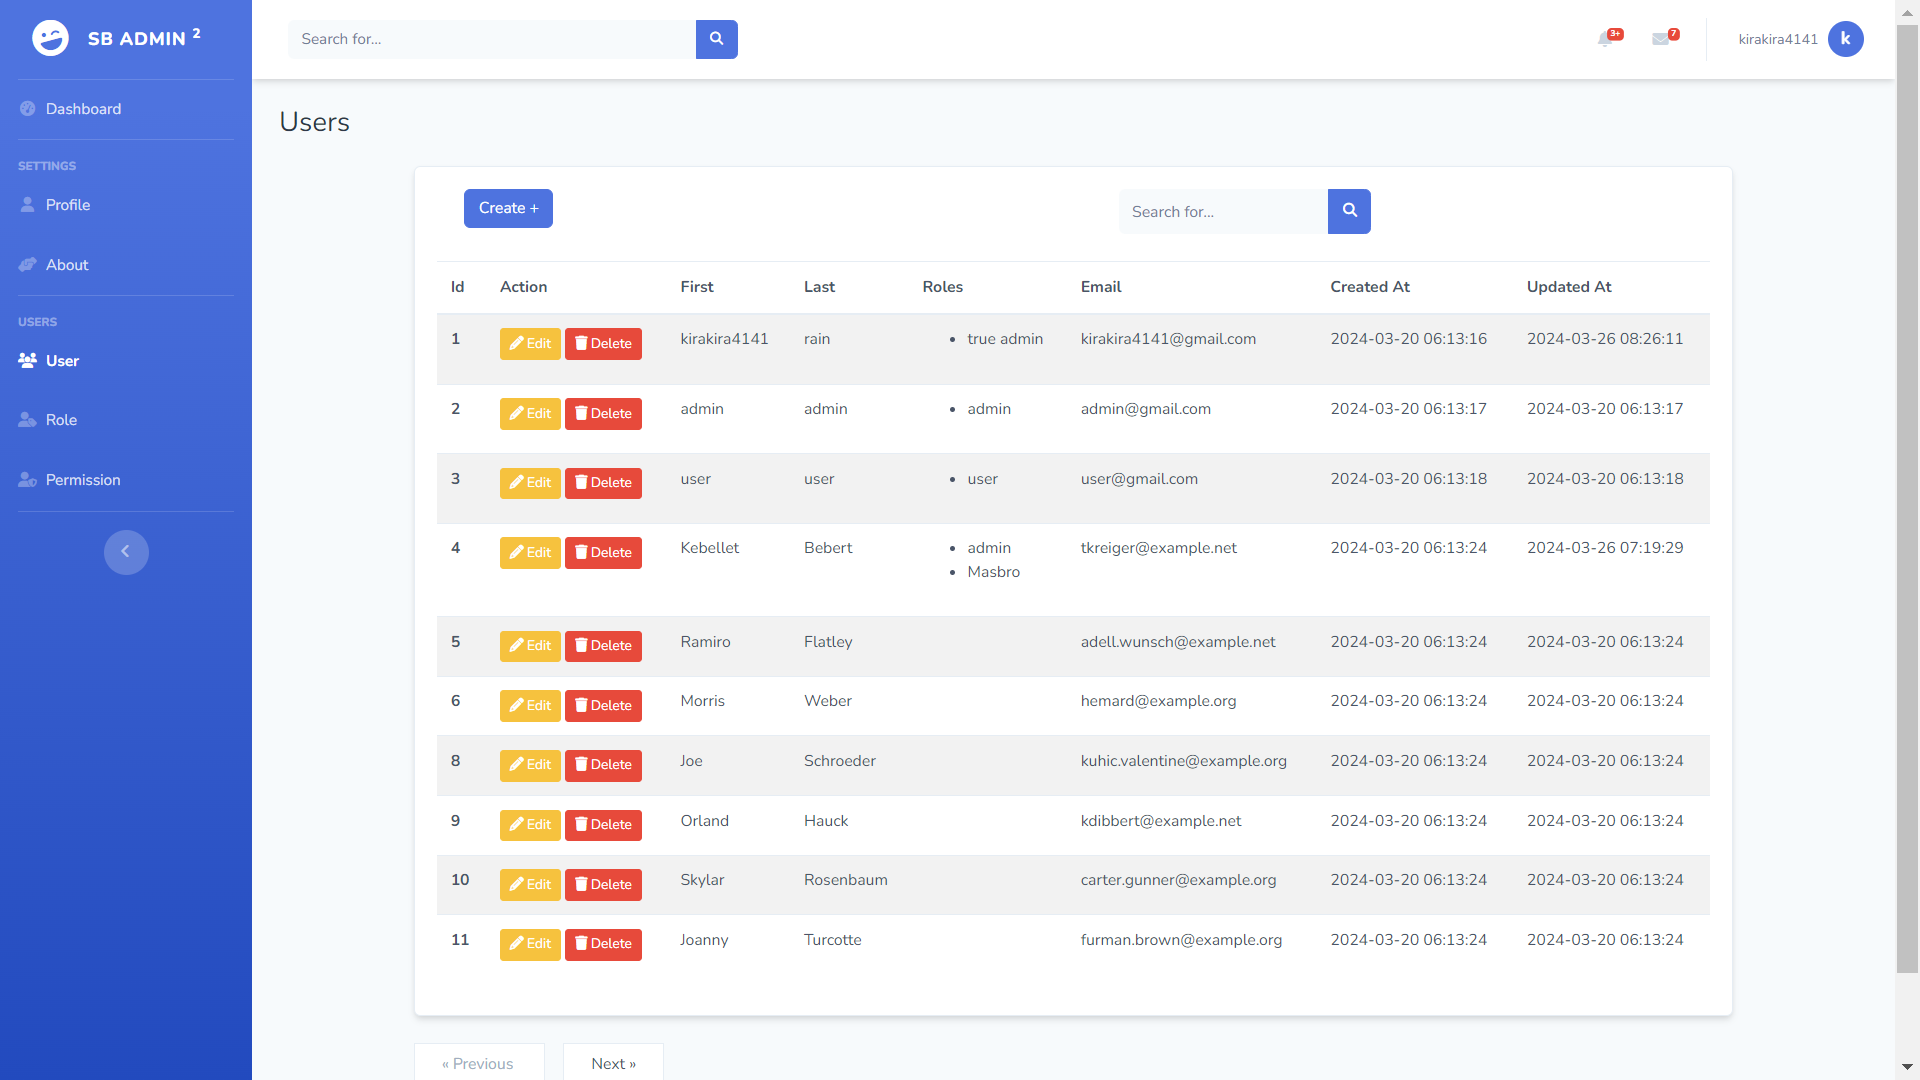 SB ADMIN 2
Search for...
3+
7
kirakira4141
k
Dashboard
SETTINGS
Profile
About
USERS
User
Role
Permission
Users
Create +
Search for...
Id Action First Last Roles Email Created At Updated At
1 Edit Delete kirakira4141 rain • true admin kirakira4141@gmail.com 2024-03-20 06:13:16 2024-03-26 08:26:11
2 Edit Delete admin admin • admin admin@gmail.com 2024-03-20 06:13:17 2024-03-20 06:13:17
3 Edit Delete user user • user user@gmail.com 2024-03-20 06:13:18 2024-03-20 06:13:18
4 Edit Delete Kebellet Bebert • admin tkreiger@example.net 2024-03-20 06:13:24 2024-03-26 07:19:29
• Masbro
5 Edit Delete Ramiro Flatley adell.wunsch@example.net 2024-03-20 06:13:24 2024-03-20 06:13:24
6 Edit Delete Morris Weber hemard@example.org 2024-03-20 06:13:24 2024-03-20 06:13:24
8 Edit Delete Joe Schroeder kuhic.valentine@example.org 2024-03-20 06:13:24 2024-03-20 06:13:24
9 Edit Delete Orland Hauck kdibbert@example.net 2024-03-20 06:13:24 2024-03-20 06:13:24
10 Edit Delete Skylar Rosenbaum carter.gunner@example.org 2024-03-20 06:13:24 2024-03-20 06:13:24
11 Edit Delete Joanny Turcotte furman.brown@example.org 2024-03-20 06:13:24 2024-03-20 06:13:24
« Previous
Next »